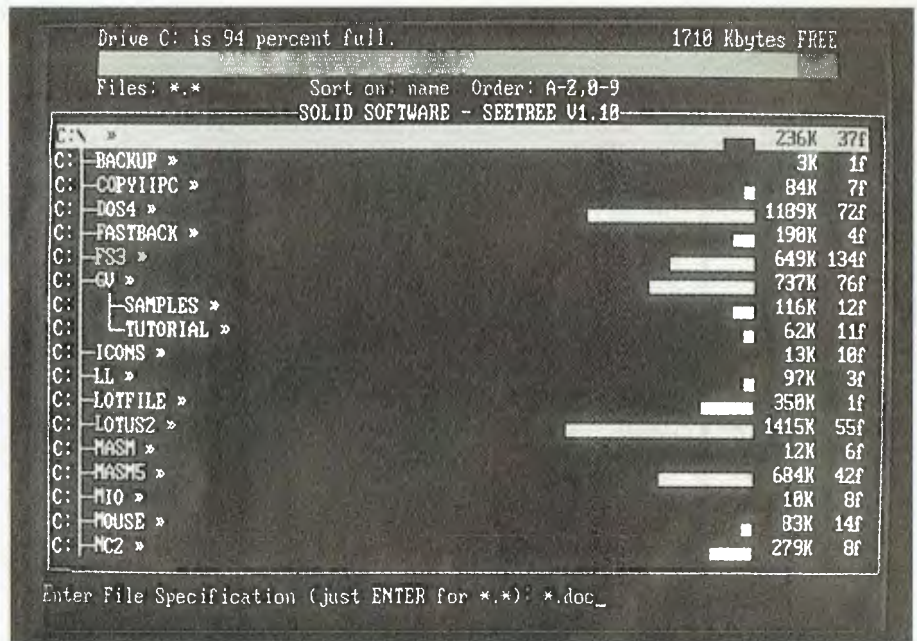 Drive C: is 94 percent full. 1710 Kbytes FREE
Files: *.* Sort on: name Order: A-Z,0-9
SOLID SOFTWARE - SEETREE V1.10
C:\ » 236K 37f
C: BACKUP » 3K 1f
C: COPYIIPC » 84K 7f
C: DOS4 » 1189K 72f
C: FASTBACK » 190K 4f
C: FS3 » 649K 134f
C: GV » 737K 76f
C: SAMPLES » 116K 12f
C: TUTORIAL » 62K 11f
C: ICONS » 13K 10f
C: LL » 97K 3f
C: LOTFILE » 350K 1f
C: LOTUS2 » 1415K 55f
C: MASM » 12K 6f
C: MASM5 » 684K 42f
C: MIO » 10K 8f
C: MOUSE » 83K 14f
C: NC2 » 279K 8f
Enter File Specification (just ENTER for *.*): *.doc_